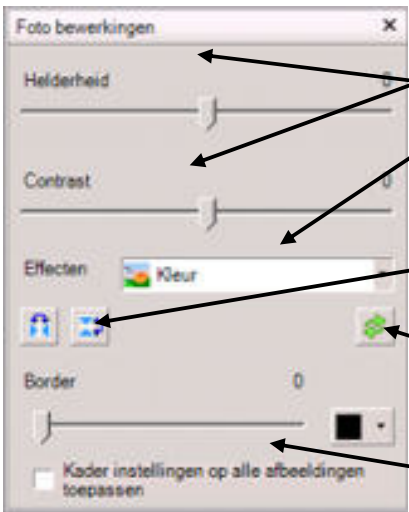 Foto bewerkingen
Helderheid 0
Contrast 0
Effecten Kleur
Border 0
Kader instellingen op alle afbeeldingen
toepassen